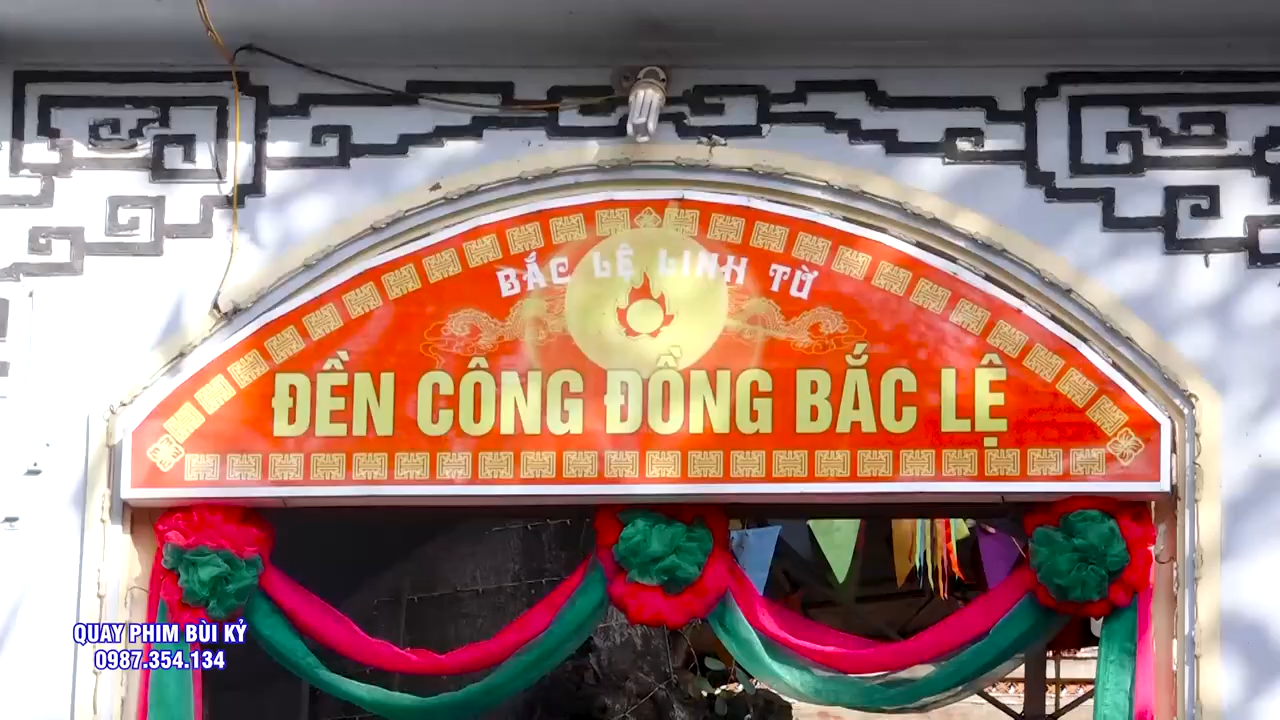 BẮC LỆ LINH TỪ
ĐỀN CÔNG ĐỒNG BẮC LỆ
QUAY PHIM BÙI KỶ
0987.354.134